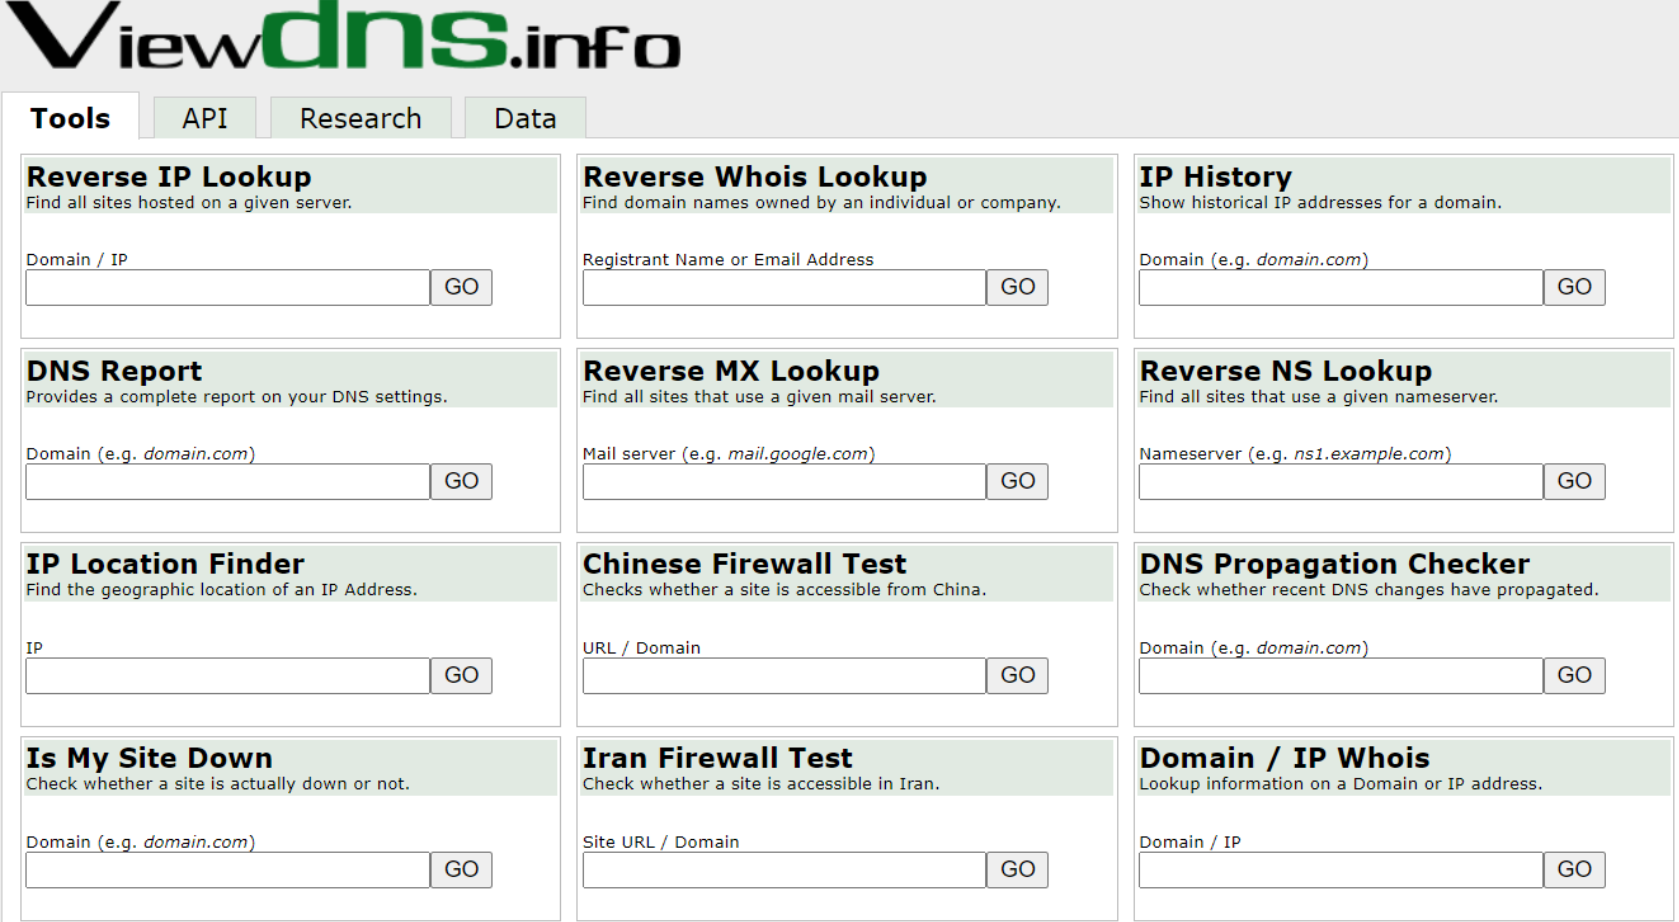 Viewdns.info
Tools
API
Research
Data
Reverse IP Lookup
Find all sites hosted on a given server.
Domain / IP
GO
Reverse Whois Lookup
Find domain names owned by an individual or company.
Registrant Name or Email Address
GO
IP History
Show historical IP addresses for a domain.
Domain (e.g. domain.com)
GO
DNS Report
Provides a complete report on your DNS settings.
Domain (e.g. domain.com)
GO
Reverse MX Lookup
Find all sites that use a given mail server.
Mail server (e.g. mail.google.com)
GO
Reverse NS Lookup
Find all sites that use a given nameserver.
Nameserver (e.g. ns1.example.com)
GO
IP Location Finder
Find the geographic location of an IP Address.
IP
GO
Chinese Firewall Test
Checks whether a site is accessible from China.
URL / Domain
GO
DNS Propagation Checker
Check whether recent DNS changes have propagated.
Domain (e.g. domain.com)
GO
Is My Site Down
Check whether a site is actually down or not.
Domain (e.g. domain.com)
GO
Iran Firewall Test
Check whether a site is accessible in Iran.
Site URL / Domain
GO
Domain / IP Whois
Lookup information on a Domain or IP address.
Domain / IP
GO